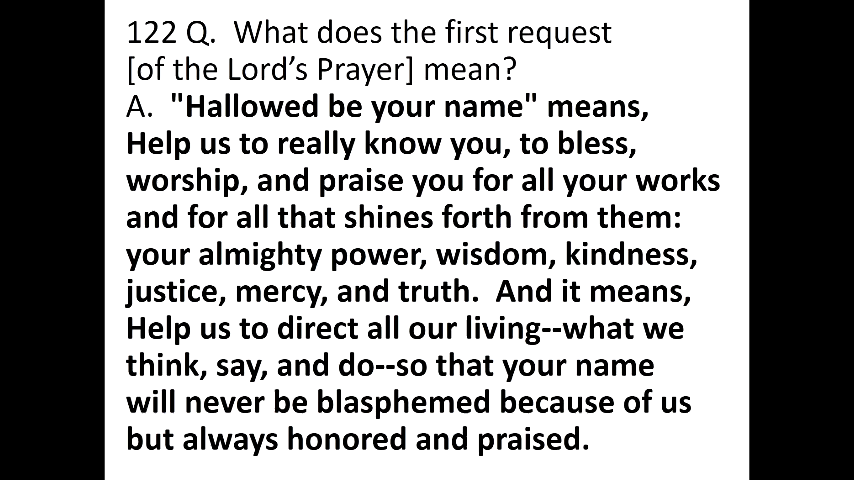 122 Q.  What does the first request
[of the Lord’s Prayer] mean?
A.  "Hallowed be your name" means,
Help us to really know you, to bless,
worship, and praise you for all your works
and for all that shines forth from them:
your almighty power, wisdom, kindness,
justice, mercy, and truth.  And it means,
Help us to direct all our living--what we
think, say, and do--so that your name
will never be blasphemed because of us
but always honored and praised.